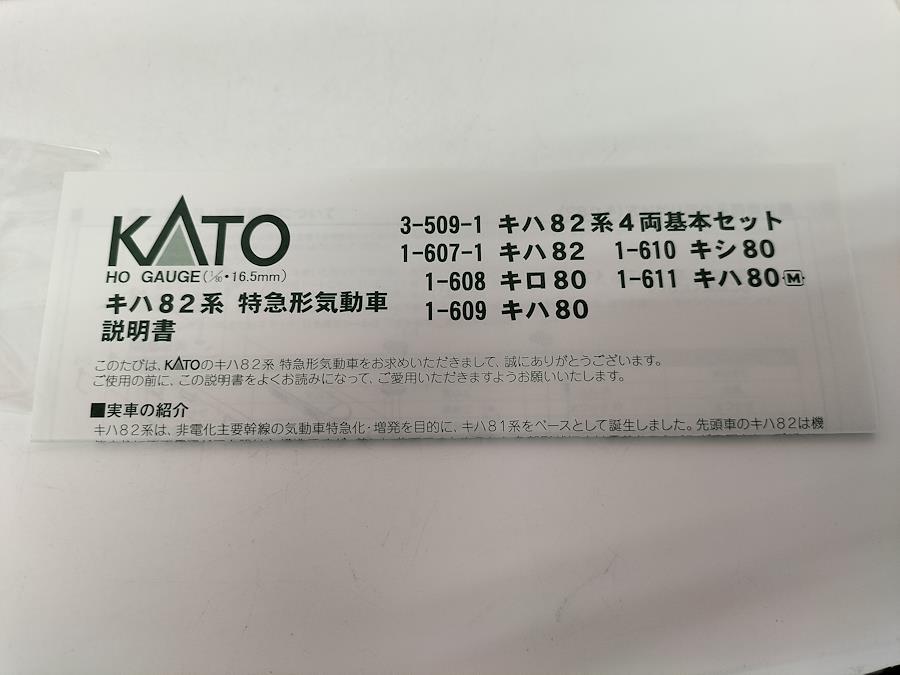 KATO
HO GAUGE(1/80・16.5mm)
キハ82系 特急形気動車
説明書
3-509-1 キハ82系4両基本セット
1-607-1 キハ82 1-610 キシ80
1-608 キロ80 1-611 キハ80 M
1-609 キハ80
このたびは、KATOのキハ82系 特急形気動車をお求めいただきまして、誠にありがとうございます。
ご使用の前に、この説明書をよくお読みになって、ご愛用いただきますようお願いいたします。
■実車の紹介
キハ82系は、非電化主要幹線の気動車特急化・増発を目的に、キハ81系をベースとして誕生しました。先頭車のキハ82は機